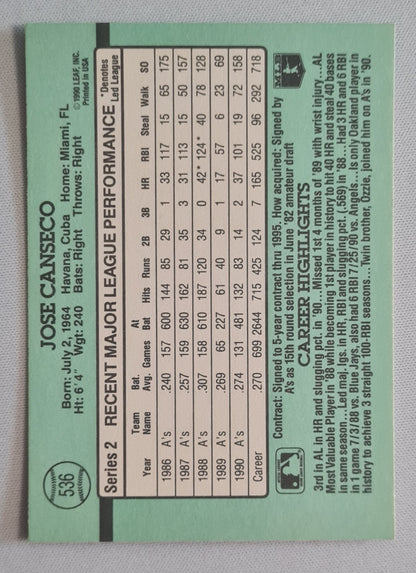 536
JOSE CANSECO
© 1990 LEAF, INC.
Printed in USA
Born: July 2, 1964 Havana, Cuba Home: Miami, FL
Ht: 6'4" Wgt: 240 Bats: Right Throws: Right
Series 2 RECENT MAJOR LEAGUE PERFORMANCE *Denotes Led League
Year Team Name Bat. Avg. Games At Bat Hits Runs 2B 3B HR RBI Steal Walk SO
1986 A's .240 157 600 144 85 29 1 33 117 15 65 175
1987 A's .257 159 630 162 81 35 3 31 113 15 50 157
1988 A's .307 158 610 187 120 34 0 42* 124* 40 78 128
1989 A's .269 65 227 61 40 9 1 17 57 6 23 69
1990 A's .274 131 481 132 83 14 2 37 101 19 72 158
Career .270 699 2644 715 425 124 7 165 525 96 292 718
MLB
Contract: Signed to 5-year contract thru 1995. How acquired: Signed by
A's as 15th round selection in June '82 amateur draft
CAREER HIGHLIGHTS
3rd in AL in HR and slugging pct. in '90...Missed 1st 4 months of '89 with wrist injury...AL
Most Valuable Player in '88 while becoming 1st player in history to hit 40 HR and steal 40 bases
in same season...Led maj. lgs. in HR, RBI and slugging pct. (.569) in '88...Had 3 HR and 6 RBI
in 1 game 7/3/88 vs. Blue Jays, also had 6 RBI 7/25/90 vs. Angels...Is only Oakland player in
history to achieve 3 straight 100-RBI seasons...Twin brother, Ozzie, joined him on A's in '90.